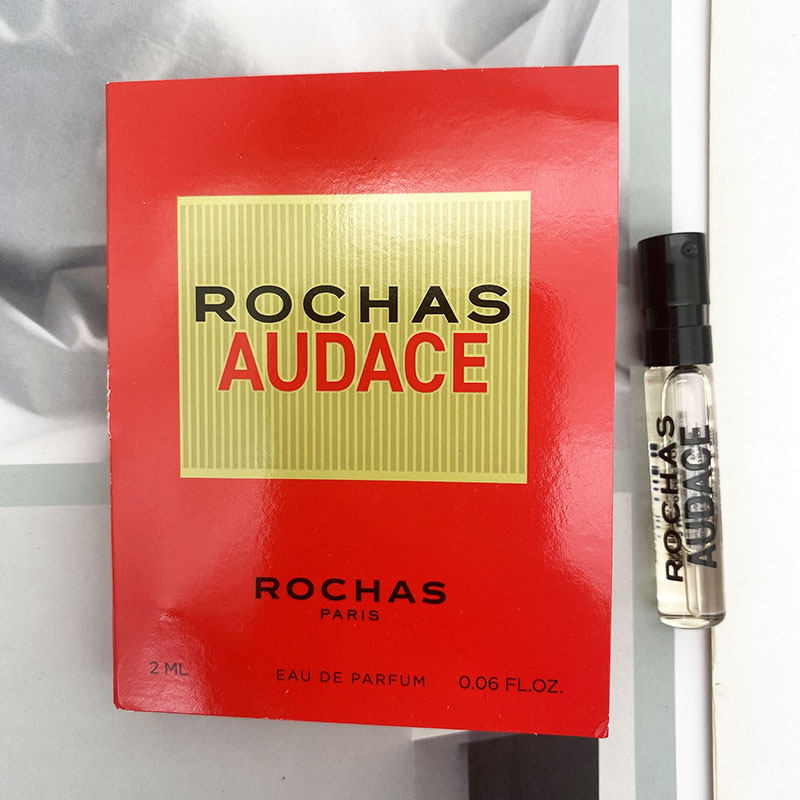 ROCHAS
AUDACE
ROCHAS
PARIS
2 ML
EAU DE PARFUM
0.06 FL.OZ.
ROCHAS
AUDACE